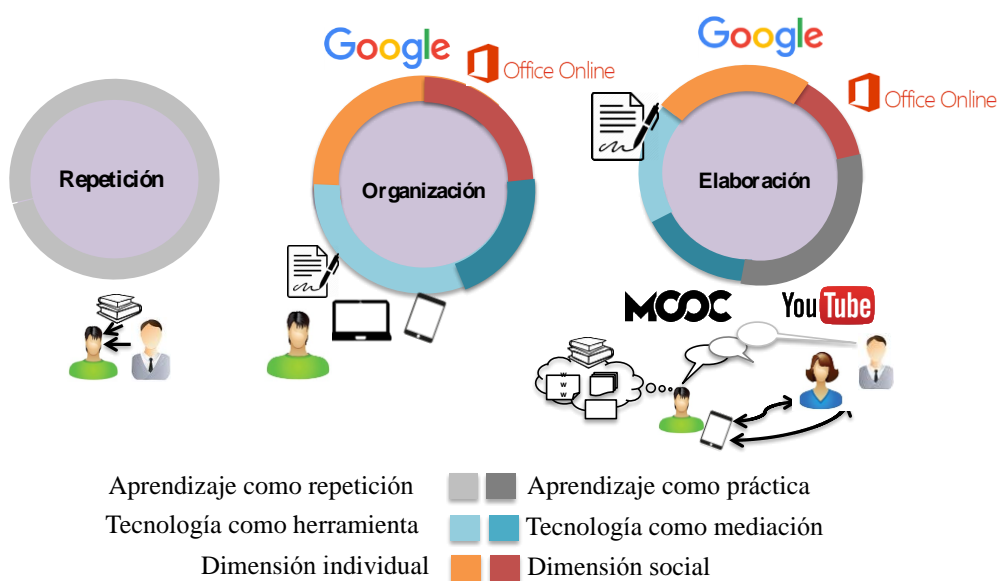 Google
Office Online
Google
Office Online
Repetición
Organización
Elaboración
MOOC
YouTube
W
W
W
Aprendizaje como repetición
Aprendizaje como práctica
Tecnología como herramienta
Tecnología como mediación
Dimensión individual
Dimensión social